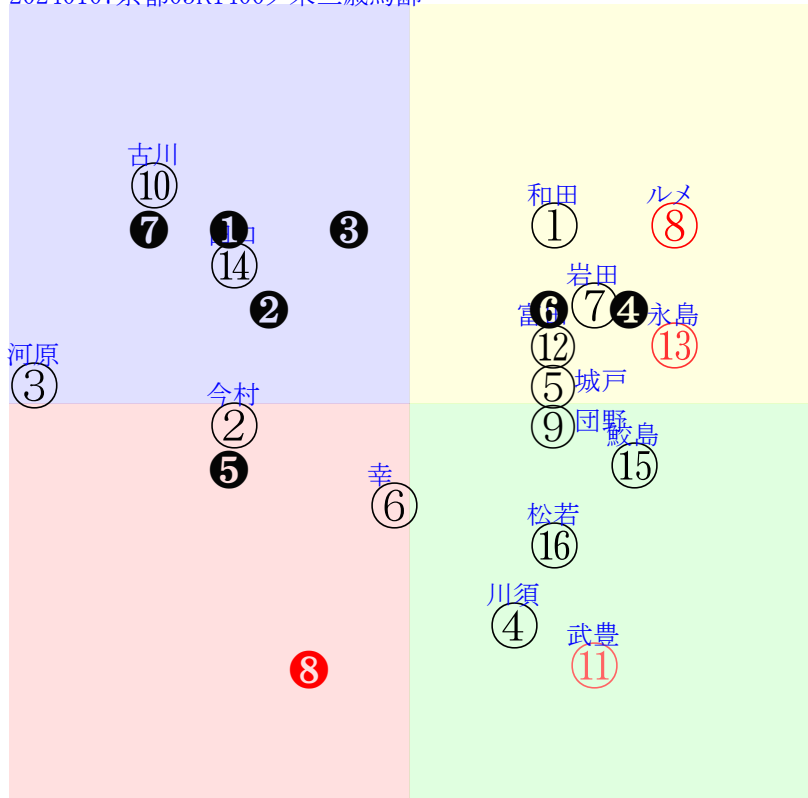 古川
⑩
和田
ルメ
①
⑧
❼
❶
❸
⑭
岩田
⑦
❷
❻
❹
永島
⑫
⑬
河原
③
⑤
城戸
今村
②
⑨
団野
鮫島
❺
⑮
幸
⑥
松若
⑯
川須
④
武豊
⑪
❽